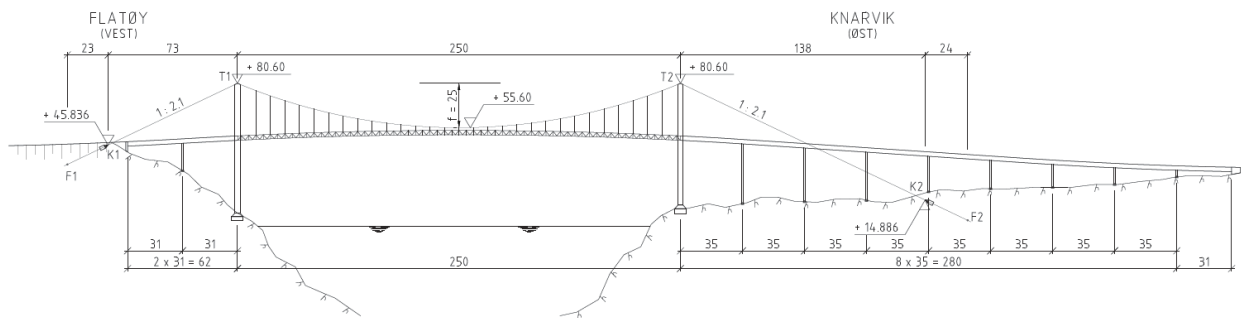 FLATØY
(VEST)
KNARVIK
(ØST)
23
73
250
138
24
T1
+ 80.60
T2
+ 80.60
1 : 2.1
f = 25
+ 55.60
1 : 2.1
+ 45.836
K1
F1
K2
F2
+ 14.886
31
31
35
35
35
35
35
35
35
35
2 x 31 = 62
250
8 x 35 = 280
31